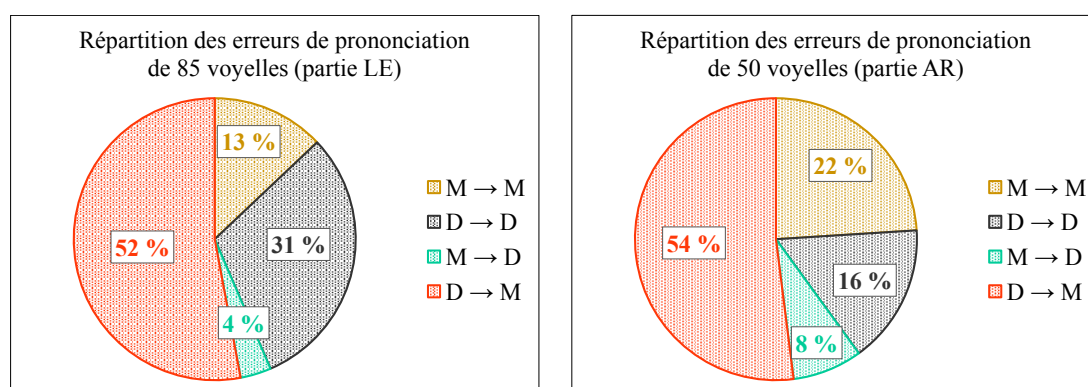 Répartition des erreurs de prononciation
de 85 voyelles (partie LE)
13 %
31 %
52 %
4 %
M → M
D → D
M → D
D → M
Répartition des erreurs de prononciation
de 50 voyelles (partie AR)
22 %
54 %
16 %
8 %
M → M
D → D
M → D
D → M